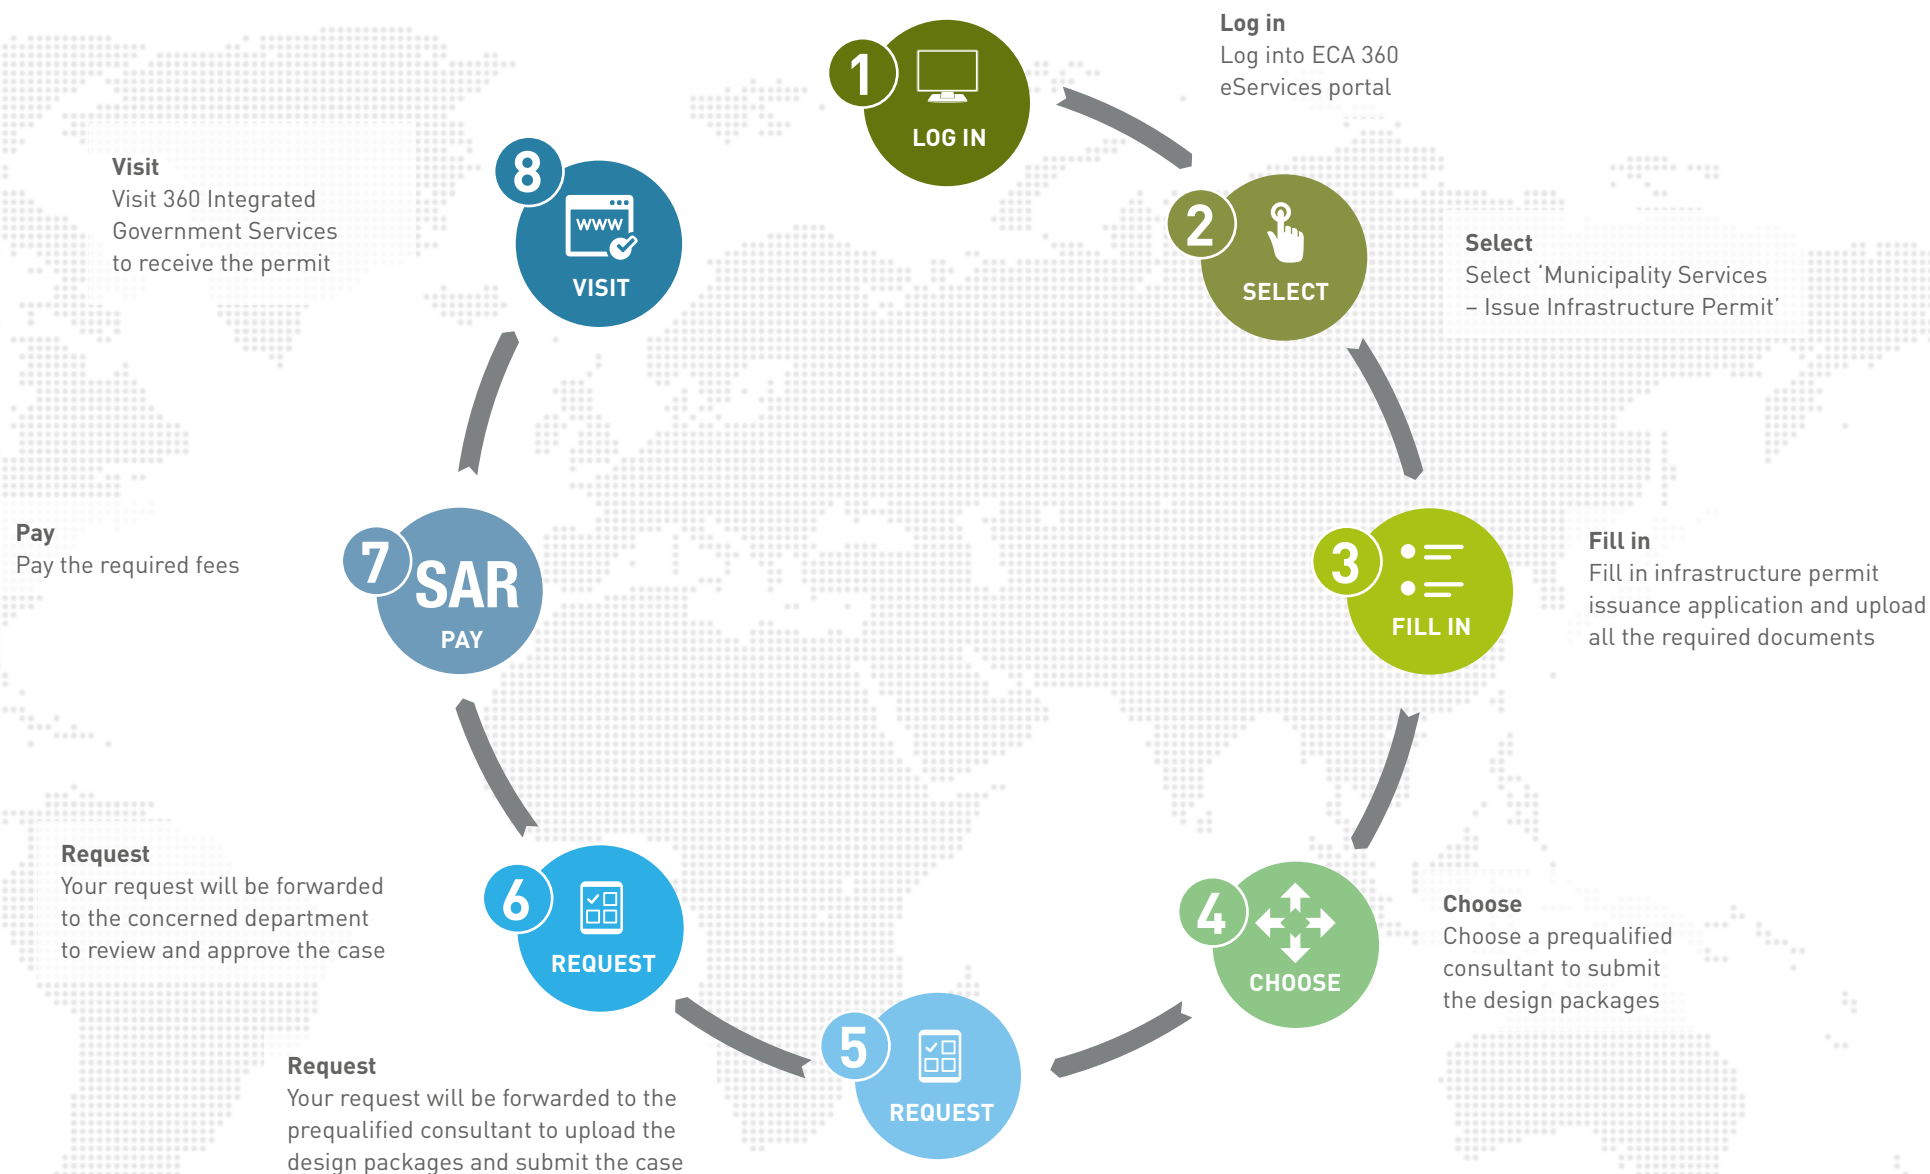 1
LOG IN
Log in
Log into ECA 360
eServices portal
2
SELECT
Select
Select ‘Municipality Services
– Issue Infrastructure Permit’
3
FILL IN
Fill in
Fill in infrastructure permit
issuance application and upload
all the required documents
4
CHOOSE
Choose
Choose a prequalified
consultant to submit
the design packages
5
REQUEST
Request
Your request will be forwarded to the
prequalified consultant to upload the
design packages and submit the case
6
REQUEST
Request
Your request will be forwarded
to the concerned department
to review and approve the case
7
SAR
PAY
Pay
Pay the required fees
8
www
VISIT
Visit
Visit 360 Integrated
Government Services
to receive the permit